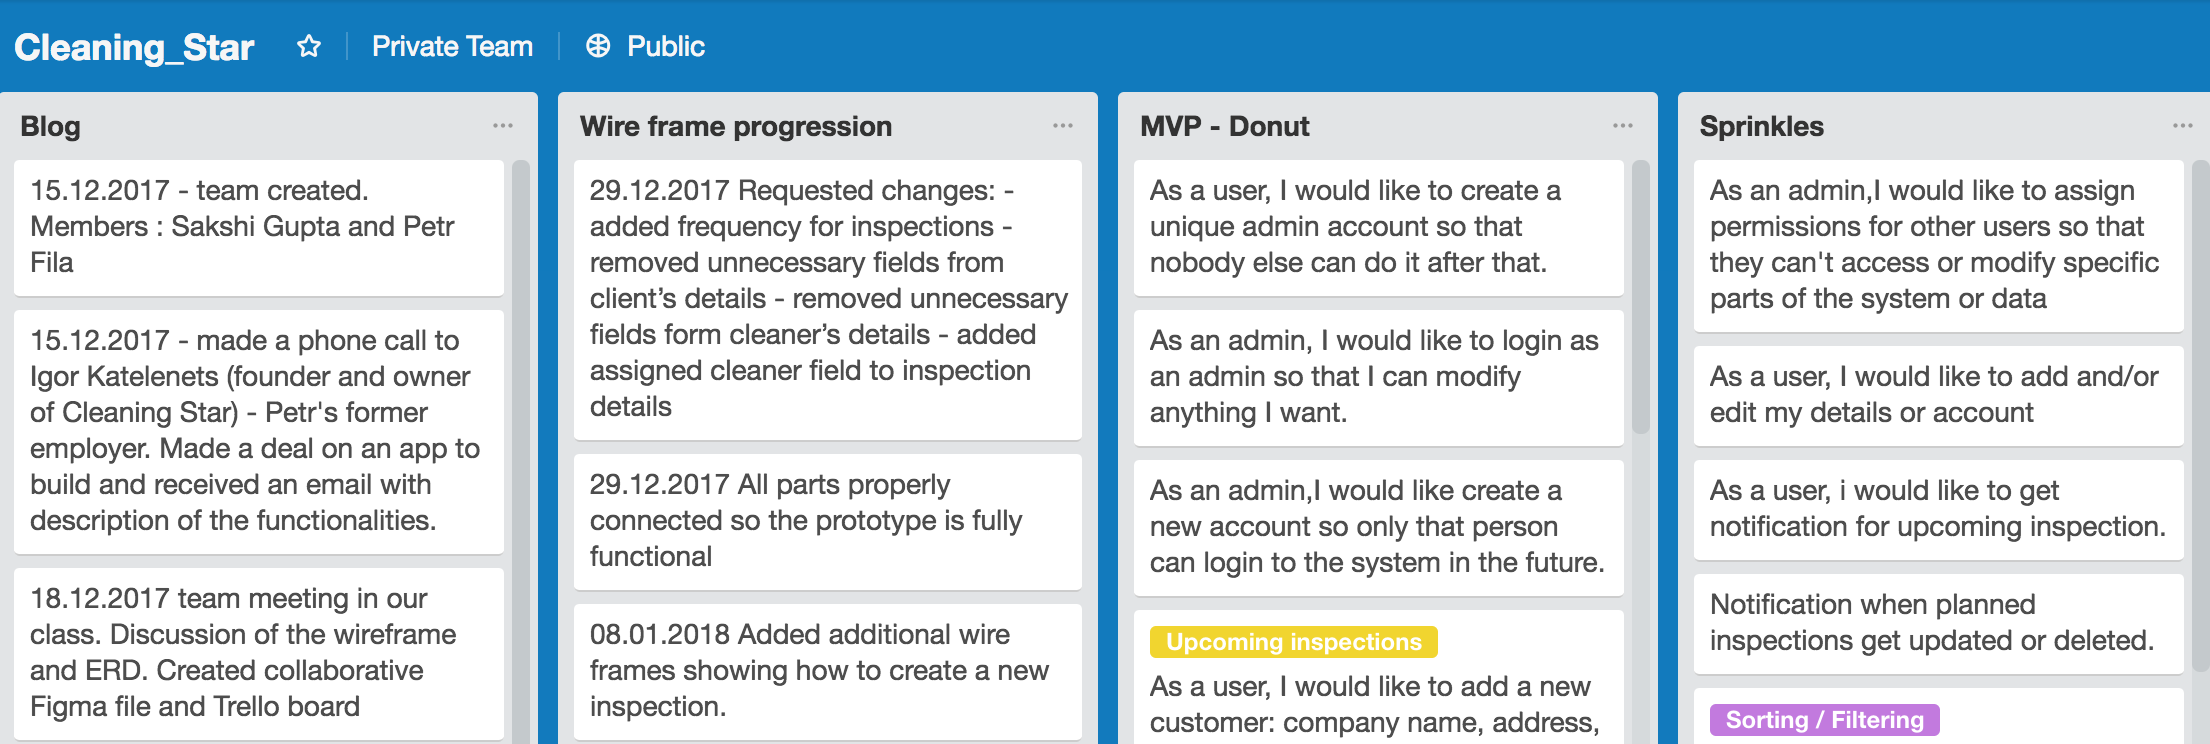 Cleaning_Star
Private Team
Public
Blog
15.12.2017 - team created.
Members : Sakshi Gupta and Petr
Fila
15.12.2017 - made a phone call to
Igor Katelenets (founder and owner
of Cleaning Star) - Petr's former
employer. Made a deal on an app to
build and received an email with
description of the functionalities.
18.12.2017 team meeting in our
class. Discussion of the wireframe
and ERD. Created collaborative
Figma file and Trello board
Wire frame progression
29.12.2017 Requested changes: -
added frequency for inspections -
removed unnecessary fields from
client’s details - removed unnecessary
fields form cleaner’s details - added
assigned cleaner field to inspection
details
29.12.2017 All parts properly
connected so the prototype is fully
functional
08.01.2018 Added additional wire
frames showing how to create a new
inspection.
MVP - Donut
As a user, I would like to create a
unique admin account so that
nobody else can do it after that.
As an admin, I would like to login as
an admin so that I can modify
anything I want.
As an admin,I would like create a
new account so only that person
can login to the system in the future.
Upcoming inspections
As a user, I would like to add a new
customer: company name, address,
Sprinkles
As an admin,I would like to assign
permissions for other users so that
they can't access or modify specific
parts of the system or data
As a user, I would like to add and/or
edit my details or account
As a user, i would like to get
notification for upcoming inspection.
Notification when planned
inspections get updated or deleted.
Sorting / Filtering